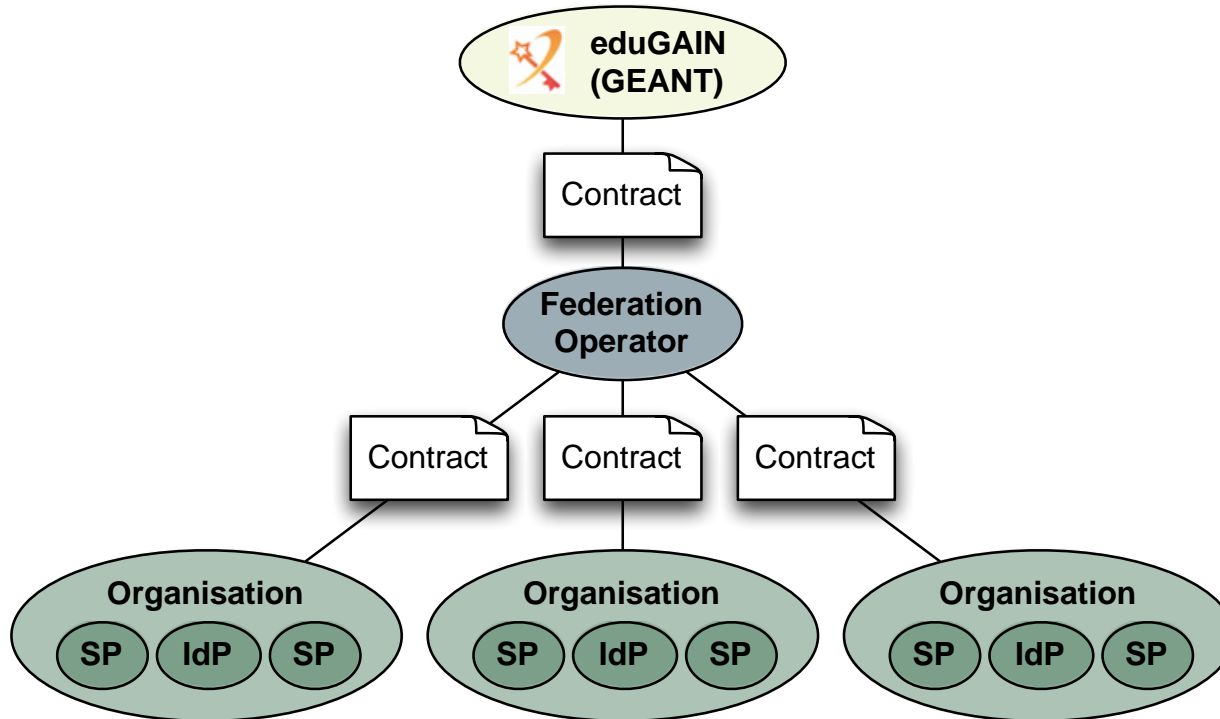 eduGAIN
(GEANT)
Contract
Federation
Operator
Contract
Contract
Contract
Organisation
SP IdP SP
Organisation
SP IdP SP
Organisation
SP IdP SP